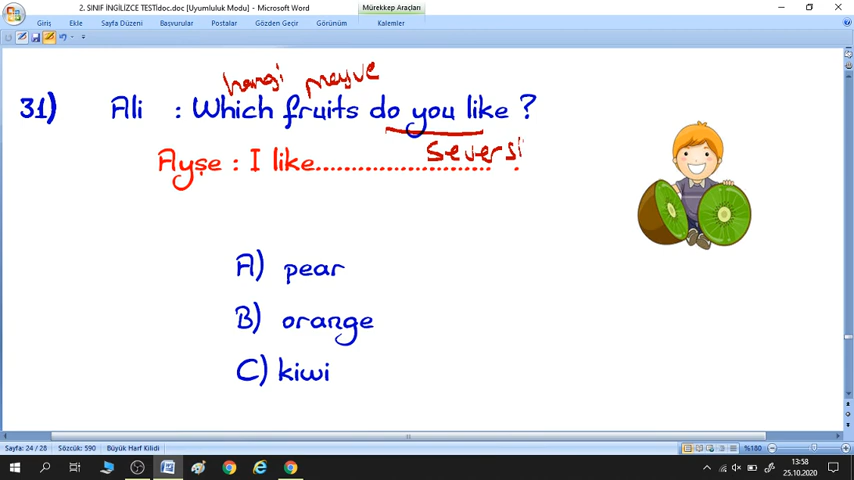 2. SINIF İNGİLİZCE TESTİdoc.doc [Uyumluluk Modu] - Microsoft Word
Mürekkep Araçları
Giriş Ekle Sayfa Düzeni Başvurular Postalar Gözden Geçir Görünüm Kalemler
hangi meyve
31) Ali : Which fruits do you like ?
seversi
Ayşe : I like.............................. .
A) pear
B) orange
C) kiwi
Sayfa: 24 / 28 Sözcük: 590 Büyük Harf Kilidi %180
13:58
25.10.2020